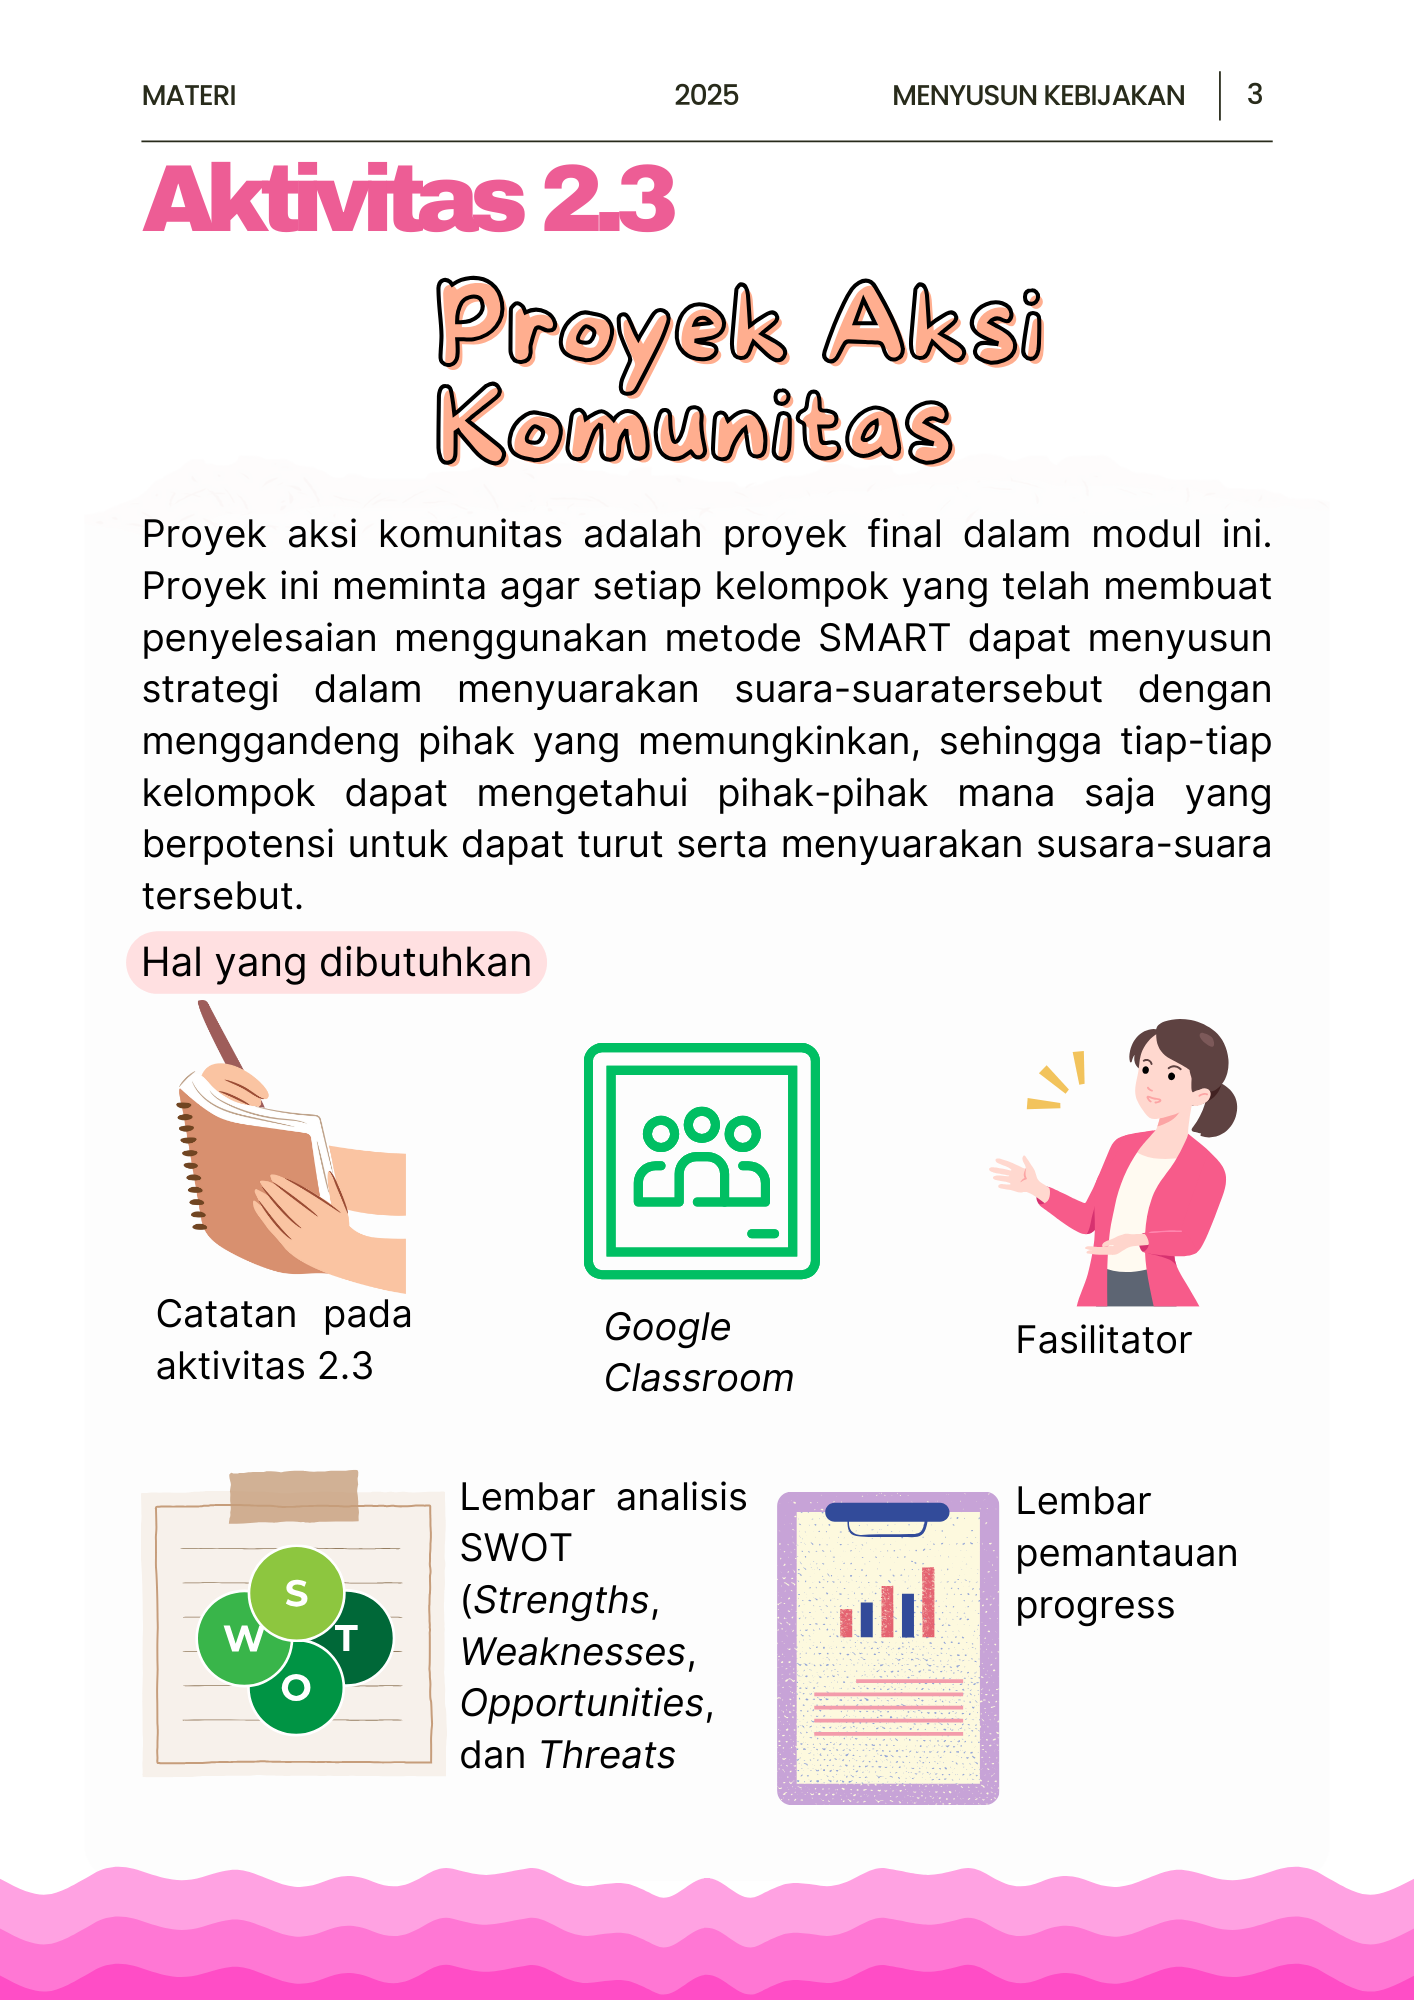 MATERI 2025 MENYUSUN KEBIJAKAN 3
Aktivitas 2.3
Proyek Aksi
Komunitas
Proyek aksi komunitas adalah proyek final dalam modul ini.
Proyek ini meminta agar setiap kelompok yang telah membuat
penyelesaian menggunakan metode SMART dapat menyusun
strategi dalam menyuarakan suara-suaratersebut dengan
menggandeng pihak yang memungkinkan, sehingga tiap-tiap
kelompok dapat mengetahui pihak-pihak mana saja yang
berpotensi untuk dapat turut serta menyuarakan susara-suara
tersebut.
Hal yang dibutuhkan
Catatan pada
aktivitas 2.3
Google
Classroom
Fasilitator
S
W T
O
Lembar analisis
SWOT
(Strengths,
Weaknesses,
Opportunities,
dan Threats
Lembar
pemantauan
progress